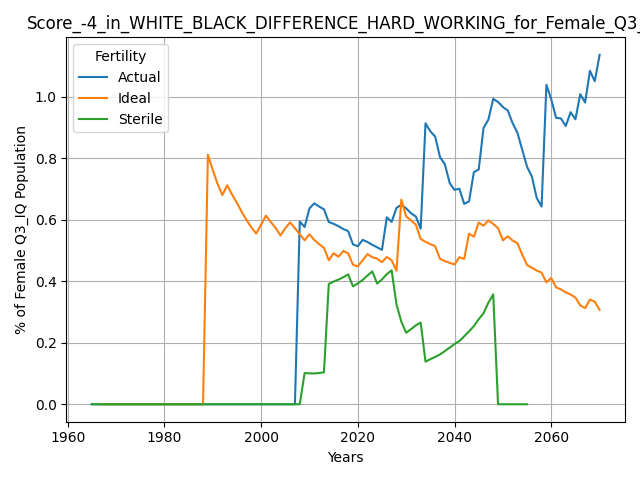 Score_-4_in_WHITE_BLACK_DIFFERENCE_HARD_WORKING_for_Female_Q3_
Fertility
Actual
Ideal
Sterile
% of Female Q3_IQ Population
1.0
0.8
0.6
0.4
0.2
0.0
1960 1980 2000 2020 2040 2060
Years